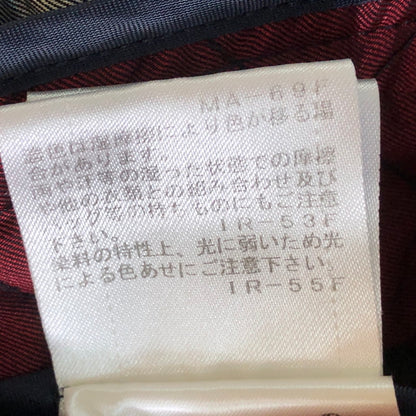 MA-69F
濃色は湿摩擦により色が移る場
合があります。
雨や汗等の湿った状態での摩擦
や他の衣類との組み合わせ及び
バッグ等の持ちものにもご注意
下さい。 IR-53F
染料の特性上、光に弱いため光
による色あせにご注意下さい。
IR-55F